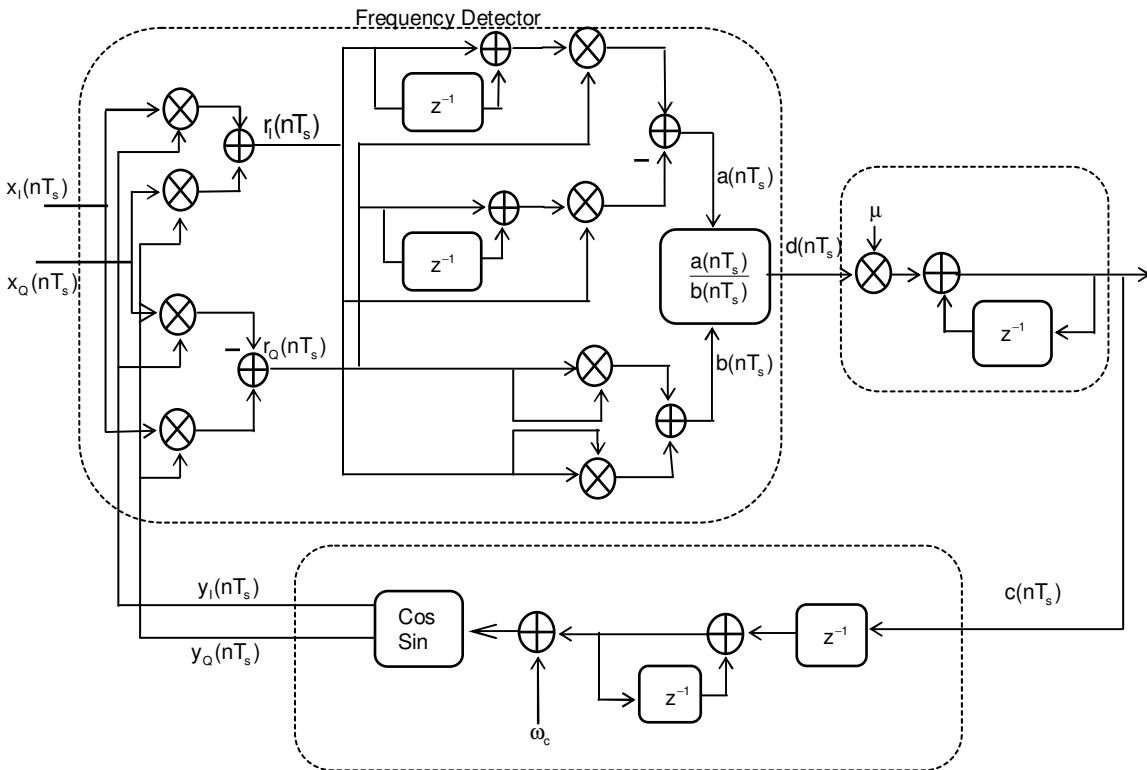 Frequency Detector
z⁻¹
r_I(nT_s)
x_I(nT_s)
–
a(nT_s)
μ
z⁻¹
d(nT_s)
a(nT_s)
b(nT_s)
x_Q(nT_s)
z⁻¹
–
r_Q(nT_s)
b(nT_s)
y_I(nT_s)
Cos
Sin
z⁻¹
c(nT_s)
y_Q(nT_s)
z⁻¹
ω_c